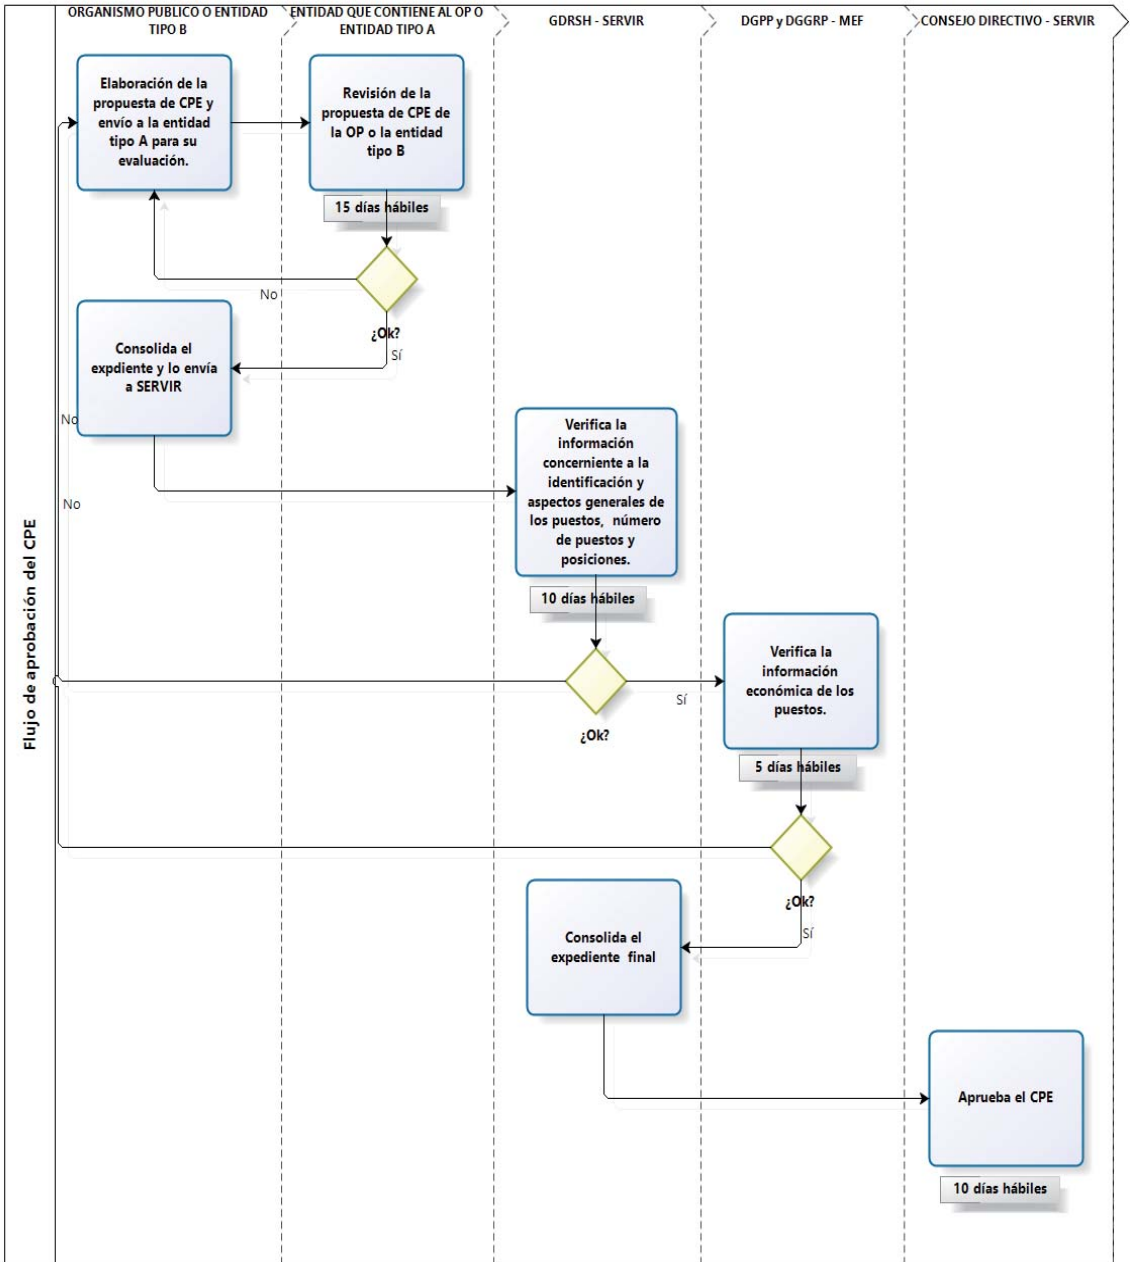 ORGANISMO PUBLICO O ENTIDAD
TIPO B
ENTIDAD QUE CONTIENE AL OP O
ENTIDAD TIPO A
GDRSH - SERVIR
DGPP y DGGRP - MEF
CONSEJO DIRECTIVO - SERVIR
Flujo de aprobación del CPE
Elaboración de la
propuesta de CPE y
envío a la entidad
tipo A para su
evaluación.
Revisión de la
propuesta de CPE de
la OP o la entidad
tipo B
15 días hábiles
No
¿Ok?
Sí
Consolida el
expdiente y lo envía
a SERVIR
No
No
Verifica la
información
concerniente a la
identificación y
aspectos generales de
los puestos, número
de puestos y
posiciones.
10 días hábiles
Sí
¿Ok?
Verifica la
información
económica de los
puestos.
5 días hábiles
¿Ok?
Sí
Consolida el
expediente final
Aprueba el CPE
10 días hábiles